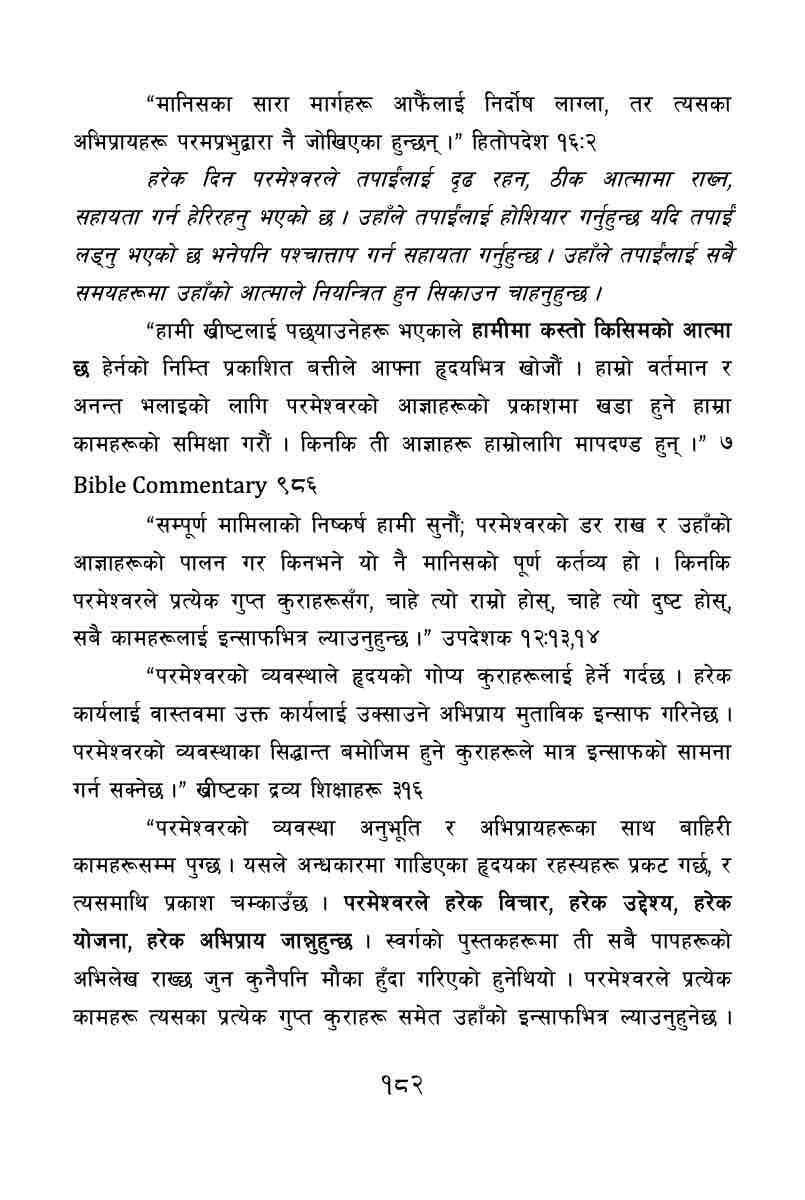 “मानिसका सारा मार्गहरू आफैंलाई निर्दोष लाग्ला, तर त्यसका
अभिप्रायहरू परमप्रभुद्वारा नै जोखिएका हुन्छन् ।” हितोपदेश १६ः२
हरेक दिन परमेश्वरले तपाईंलाई दृढ रहन, ठीक आत्मामा राख्न,
सहायता गर्न हेरिरहनु भएको छ । उहाँले तपाईंलाई होशियार गर्नुहुन्छ यदि तपाईं
लड्नु भएको छ भनेपनि पश्चात्ताप गर्न सहायता गर्नुहुन्छ । उहाँले तपाईंलाई सबै
समयहरूमा उहाँको आत्माले नियन्त्रित हुन सिकाउन चाहनुहुन्छ ।
“हामी ख्रीष्टलाई पछ्याउनेहरू भएकाले हामीमा कस्तो किसिमको आत्मा
छ हेर्नको निम्ति प्रकाशित बत्तीले आफ्ना हृदयभित्र खोजौं । हाम्रो वर्तमान र
अनन्त भलाइको लागि परमेश्वरको आज्ञाहरूको प्रकाशमा खडा हुने हाम्रा
कामहरूको समिक्षा गरौं । किनकि ती आज्ञाहरू हाम्रोलागि मापदण्ड हुन् ।” ७
Bible Commentary ९८६
“सम्पूर्ण मामिलाको निष्कर्ष हामी सुनौं; परमेश्वरको डर राख र उहाँको
आज्ञाहरूको पालन गर किनभने यो नै मानिसको पूर्ण कर्तव्य हो । किनकि
परमेश्वरले प्रत्येक गुप्त कुराहरूसँग, चाहे त्यो राम्रो होस्, चाहे त्यो दुष्ट होस्,
सबै कामहरूलाई इन्साफभित्र ल्याउनुहुन्छ ।” उपदेशक १२ः१३,१४
“परमेश्वरको व्यवस्थाले हृदयको गोप्य कुराहरूलाई हेर्ने गर्दछ । हरेक
कार्यलाई वास्तवमा उक्त कार्यलाई उक्साउने अभिप्राय मुताविक इन्साफ गरिनेछ ।
परमेश्वरको व्यवस्थाका सिद्धान्त बमोजिम हुने कुराहरूले मात्र इन्साफको सामना
गर्न सक्नेछ ।” ख्रीष्टका द्रव्य शिक्षाहरू ३१६
“परमेश्वरको व्यवस्था अनुभूति र अभिप्रायहरूका साथ बाहिरी
कामहरूसम्म पुग्छ । यसले अन्धकारमा गाडिएका हृदयका रहस्यहरू प्रकट गर्छ, र
त्यसमाथि प्रकाश चम्काउँछ । परमेश्वरले हरेक विचार, हरेक उद्देश्य, हरेक
योजना, हरेक अभिप्राय जान्नुहुन्छ । स्वर्गको पुस्तकहरूमा ती सबै पापहरूको
अभिलेख राख्छ जुन कुनैपनि मौका हुँदा गरिएको हुनेथियो । परमेश्वरले प्रत्येक
कामहरू त्यसका प्रत्येक गुप्त कुराहरू समेत उहाँको इन्साफभित्र ल्याउनुहुनेछ ।
१८२